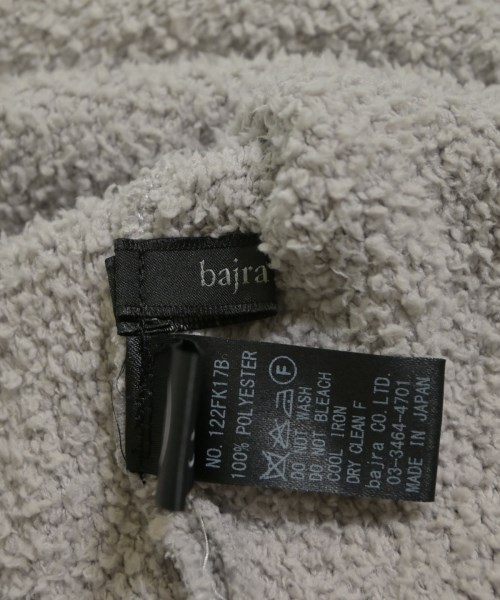 bajra
NO. 122FK17B
100% POLYESTER
F
DO NOT WASH
DO NOT BLEACH
COOL IRON
DRY CLEAN F
bajra CO. LTD.
03-3464-4701
MADE IN JAPAN